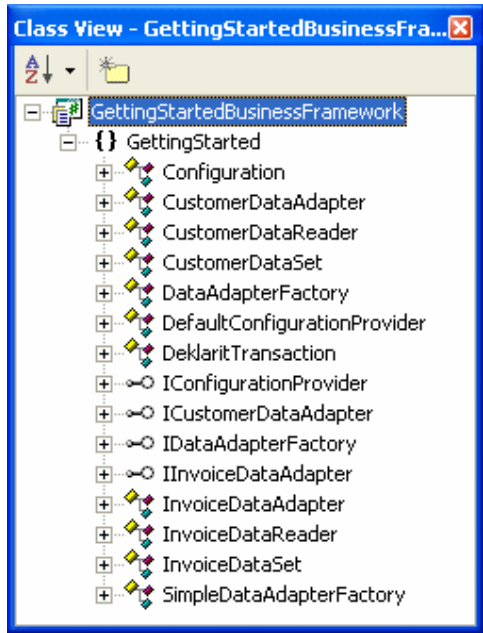 Class View - GettingStartedBusinessFra...
A
Z
GettingStartedBusinessFramework
{} GettingStarted
Configuration
CustomerDataAdapter
CustomerDataReader
CustomerDataSet
DataAdapterFactory
DefaultConfigurationProvider
DeklaritTransaction
IConfigurationProvider
ICustomerDataAdapter
IDataAdapterFactory
IInvoiceDataAdapter
InvoiceDataAdapter
InvoiceDataReader
InvoiceDataSet
SimpleDataAdapterFactory